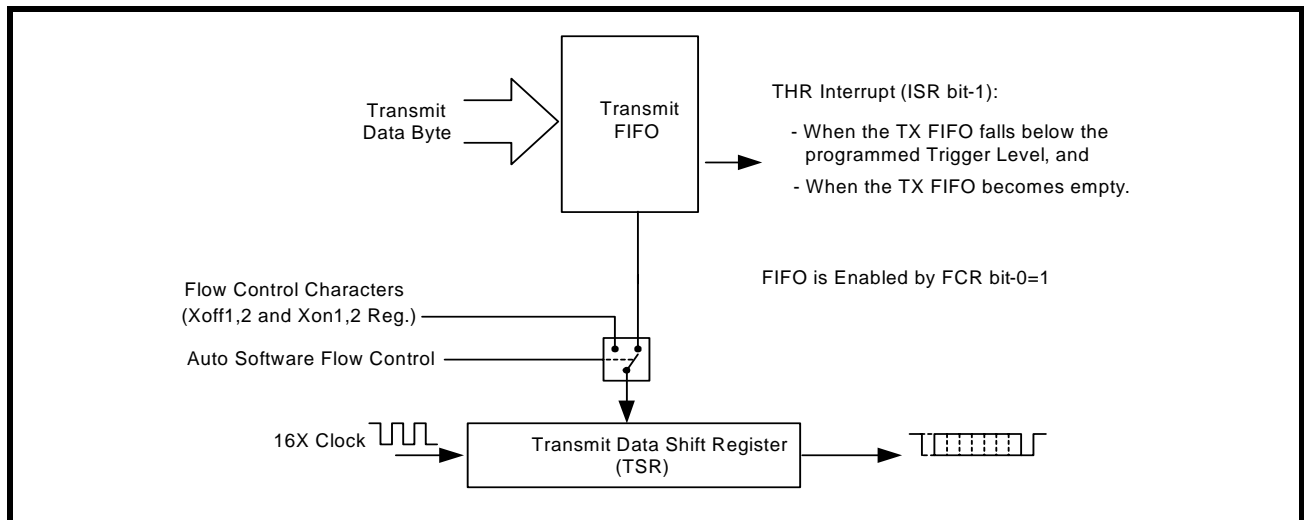 Transmit
Data Byte
Transmit
FIFO
THR Interrupt (ISR bit-1):
- When the TX FIFO falls below the
programmed Trigger Level, and
- When the TX FIFO becomes empty.
FIFO is Enabled by FCR bit-0=1
Flow Control Characters
(Xoff1,2 and Xon1,2 Reg.)
Auto Software Flow Control
16X Clock
Transmit Data Shift Register
(TSR)